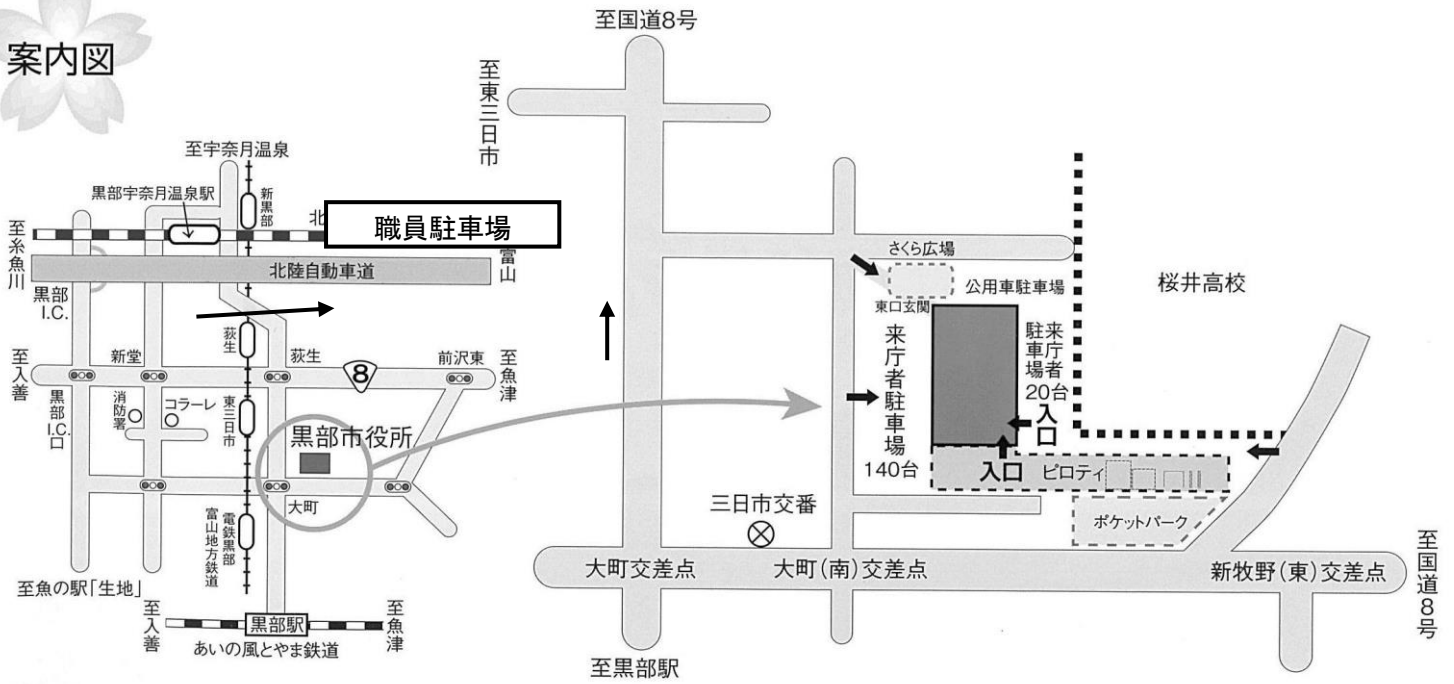 案内図
至宇奈月温泉
黒部宇奈月温泉駅
新黒部
北
職員駐車場
至糸魚川
富山
北陸自動車道
黒部I.C.
荻生
至入善
新堂
荻生
8
前沢東
至魚津
黒部I.C.口
消防署
コラーレ
東三日市
黒部市役所
大町
電鉄黒部
富山地方鉄道
至魚の駅「生地」
至入善
黒部駅
至魚津
あいの風とやま鉄道
至国道8号
至東三日市
さくら広場
公用車駐車場
東口玄関
桜井高校
来庁者駐車場
140台
来庁者駐車場
20台
入口
入口
ピロティ
三日市交番
ポケットパーク
大町交差点
大町(南)交差点
新牧野(東)交差点
至国道8号
至黒部駅